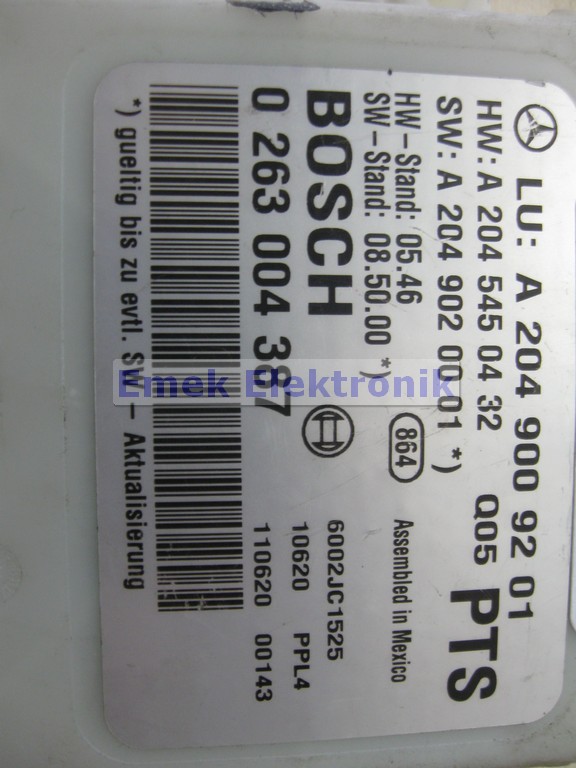 LU: A 204 900 92 01
HW: A 204 545 04 32 Q05 PTS
SW: A 204 902 00 01 *)
HW-Stand: 05.46
SW-Stand: 08.50.00 *) 864 Assembled in Mexico
BOSCH
0 263 004 387
6002JC1525
10620 PPL4
110620 00143
*) gueltig bis zu evtl. SW - Aktualisierung
Emek Elektronik